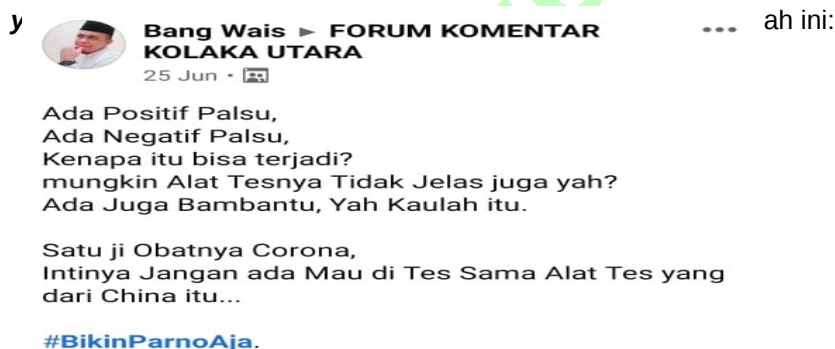 y ah ini:
Bang Wais ► FORUM KOMENTAR
KOLAKA UTARA
25 Jun ·
Ada Positif Palsu,
Ada Negatif Palsu,
Kenapa itu bisa terjadi?
mungkin Alat Tesnya Tidak Jelas juga yah?
Ada Juga Bambantu, Yah Kaulah itu.
Satu ji Obatnya Corona,
Intinya Jangan ada Mau di Tes Sama Alat Tes yang
dari China itu...
#BikinParnoAja.